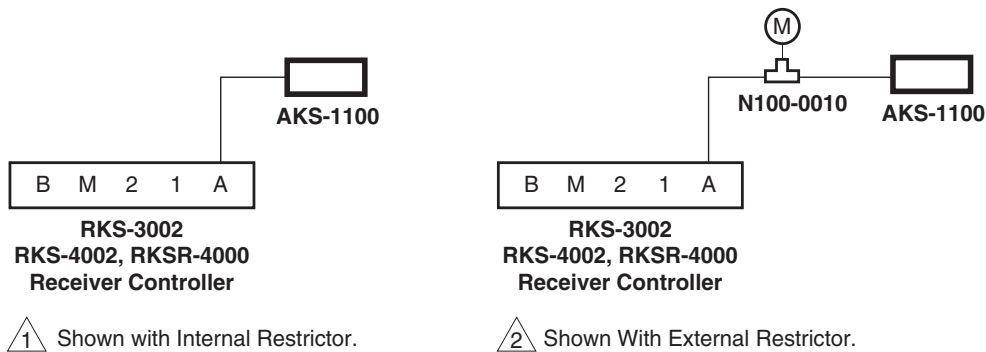 AKS-1100
B M 2 1 A
RKS-3002
RKS-4002, RKSR-4000
Receiver Controller
1 Shown with Internal Restrictor.
M
N100-0010
AKS-1100
B M 2 1 A
RKS-3002
RKS-4002, RKSR-4000
Receiver Controller
2 Shown With External Restrictor.